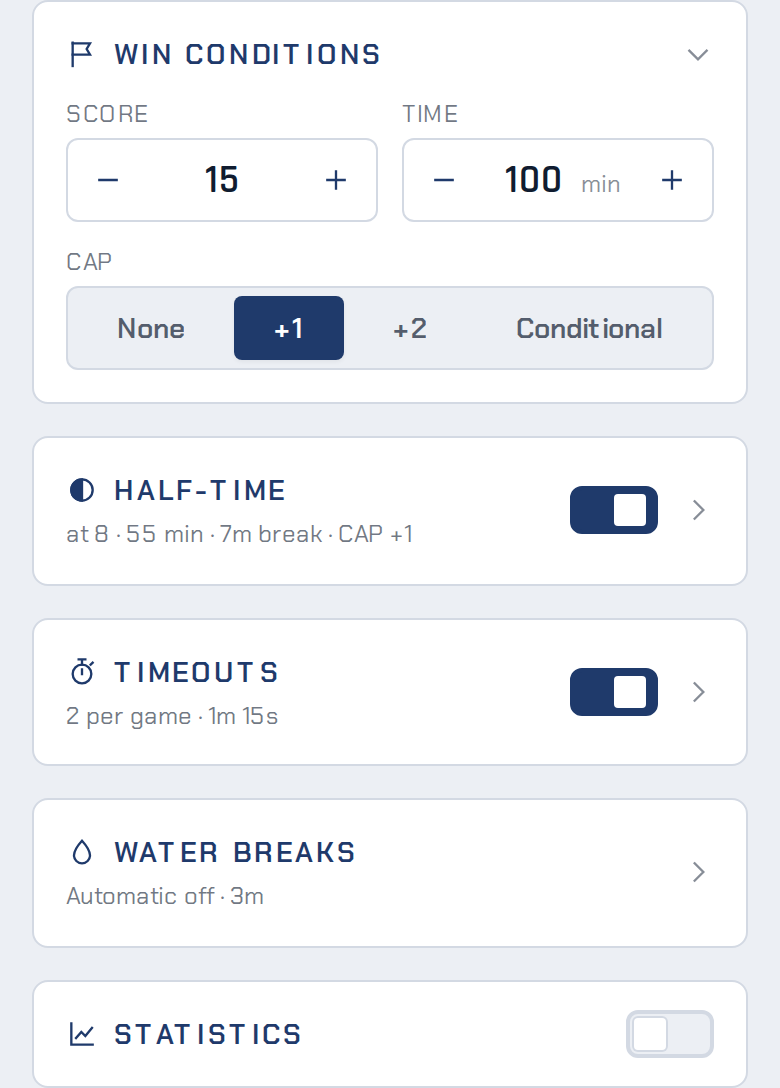 WIN CONDITIONS
SCORE TIME
− 15 + − 100 min +
CAP
None +1 +2 Conditional
HALF-TIME
at 8 · 55 min · 7m break · CAP +1
TIMEOUTS
2 per game · 1m 15s
WATER BREAKS
Automatic off · 3m
STATISTICS